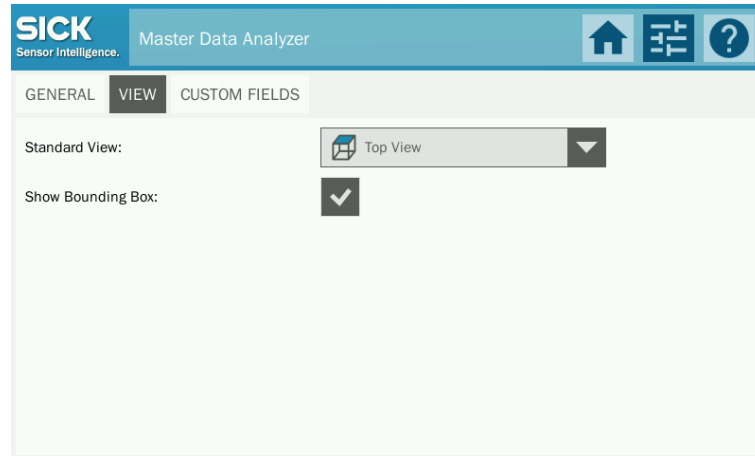 SICK
Sensor Intelligence.
Master Data Analyzer
?
GENERAL VIEW CUSTOM FIELDS
Standard View: Top View
Show Bounding Box: